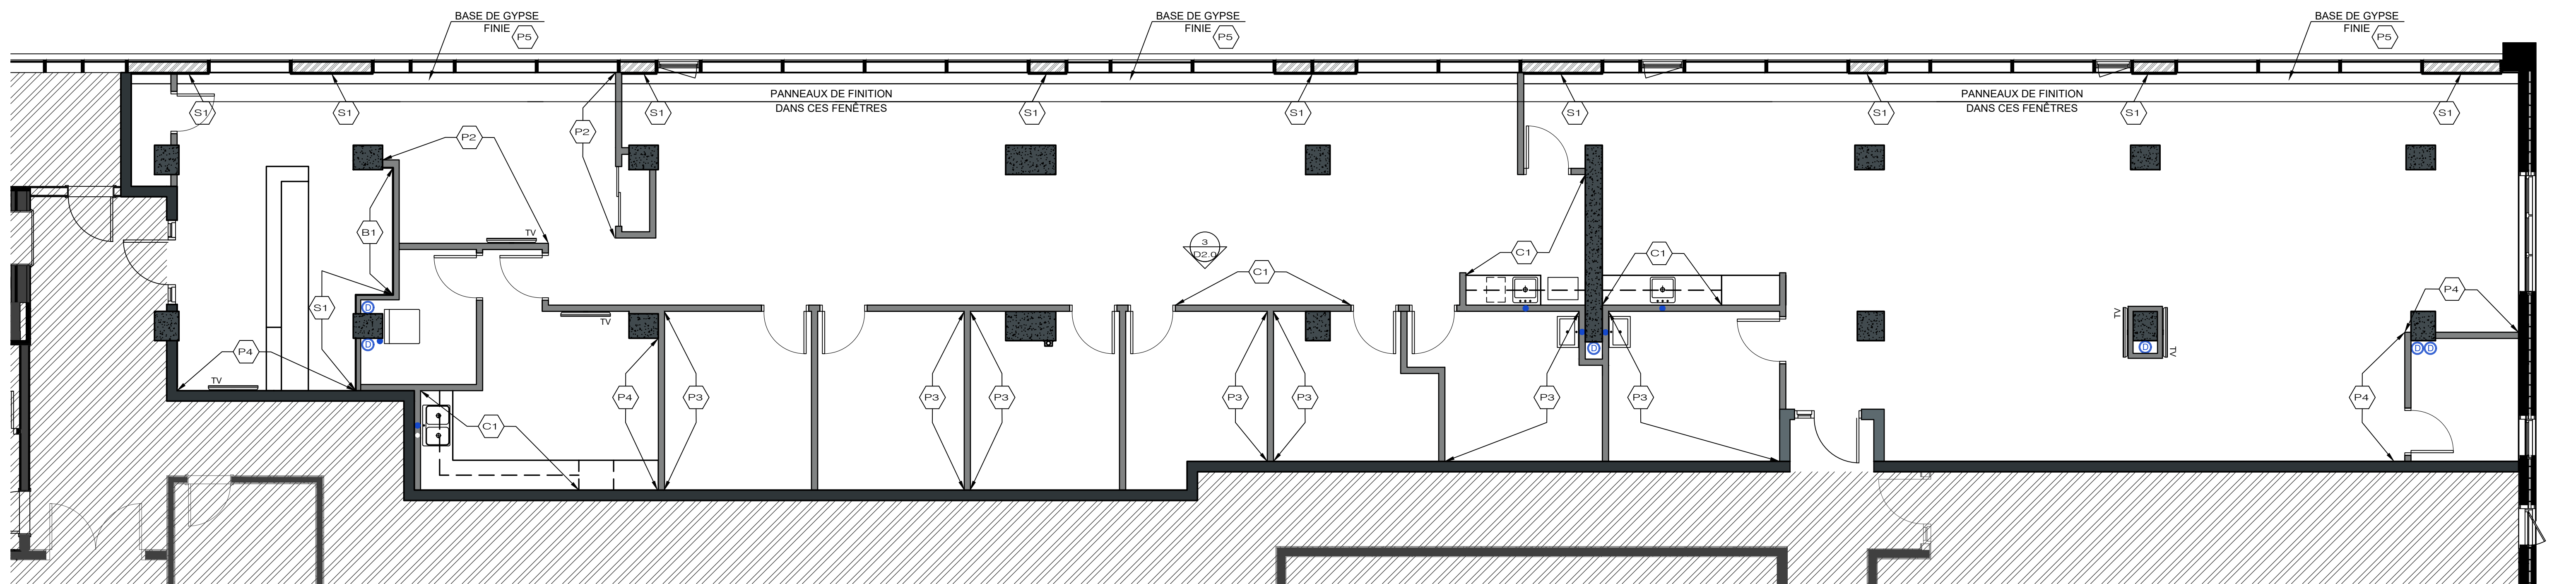 BASE DE GYPSE
FINIE P5
BASE DE GYPSE
FINIE P5
BASE DE GYPSE
FINIE P5
PANNEAUX DE FINITION
DANS CES FENÊTRES
PANNEAUX DE FINITION
DANS CES FENÊTRES
S1
S1
S1
S1
S1
S1
S1
S1
S1
P2
P2
B1
TV
3
D2.0
C1
C1
C1
S1
D
D
P4
TV
TV
P4
P3
P3
P3
P3
P3
P3
P3
C1
D
TV
TV
D
P4
D
D
P4